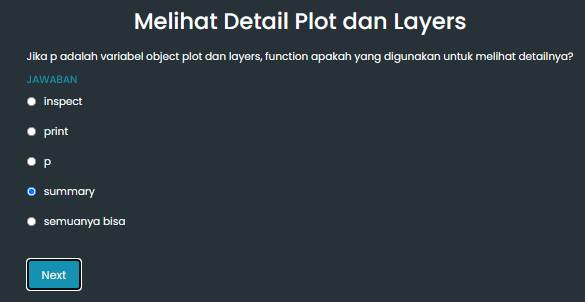 Melihat Detail Plot dan Layers
Jika p adalah variabel object plot dan layers, function apakah yang digunakan untuk melihat detailnya?
JAWABAN
inspect
print
p
summary
semuanya bisa
Next